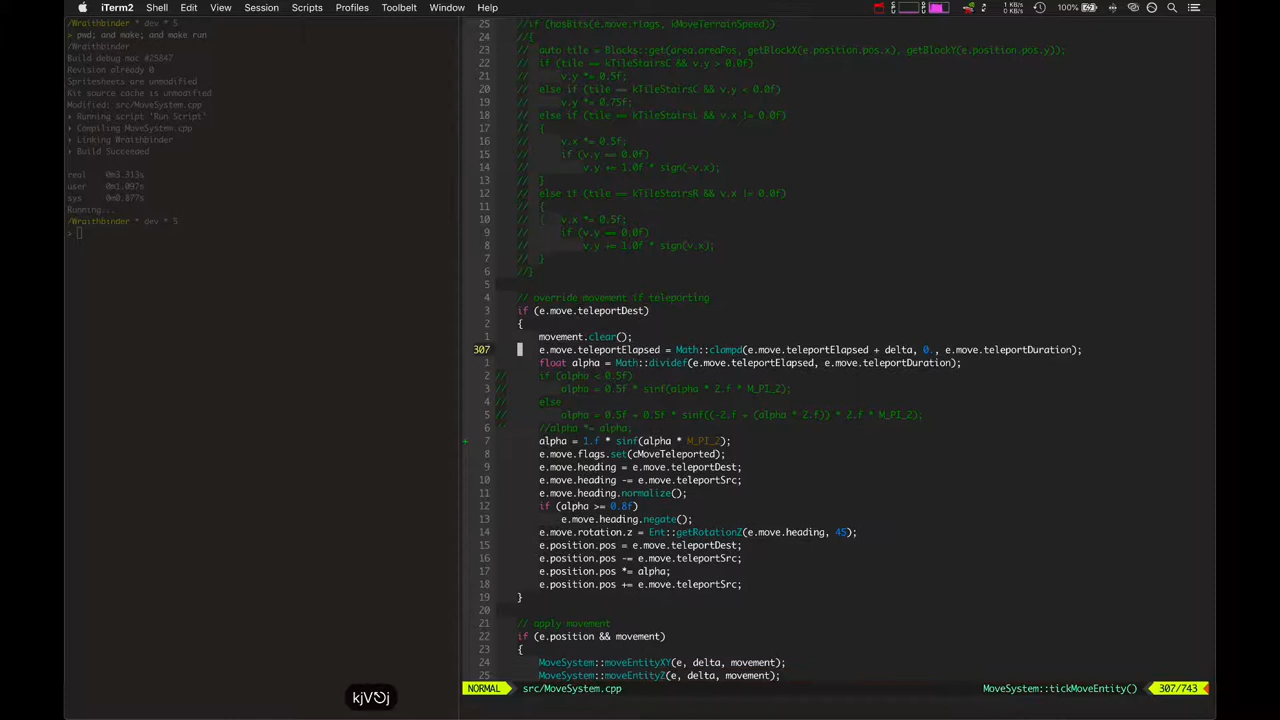 iTerm2 Shell Edit View Session Scripts Profiles Toolbelt Window Help 1 KB/s 1 KB/s 100%
/Wraithbinder * dev * 5
> pwd; and make; and make run
/Wraithbinder
Build debug mac #25847
Revision already 0
Spritesheets are unmodified
Kit source cache is unmodified
Modified: src/MoveSystem.cpp
▸ Running script 'Run Script'
▸ Compiling MoveSystem.cpp
▸ Linking Wraithbinder
▸ Build Succeeded
real 0m3.313s
user 0m1.097s
sys 0m0.877s
Running...
/Wraithbinder * dev * 5
>
25 //if (hasBits(e.move.flags, idMoveTerrainSpeed))
24 //{
23 // auto tile = Blocks::get(area.areaPos, getBlockX(e.position.pos.x), getBlockY(e.position.pos.y));
22 // if (tile == kTileStairsC && v.y > 0.0f)
21 // v.y *= 0.5f;
20 // else if (tile == kTileStairsC && v.y < 0.0f)
19 // v.y *= 0.75f;
18 // else if (tile == kTileStairsL && v.x != 0.0f)
17 // {
16 // v.x *= 0.5f;
15 // if (v.y == 0.0f)
14 // v.y += 1.0f * sign(-v.x);
13 // }
12 // else if (tile == kTileStairsR && v.x != 0.0f)
11 // {
10 // v.x *= 0.5f;
9 // if (v.y == 0.0f)
8 // v.y += 1.0f * sign(v.x);
7 // }
6 //}
5
4 // override movement if teleporting
3 if (e.move.teleportDest)
2 {
1 movement.clear();
307 e.move.teleportElapsed = Math::clampd(e.move.teleportElapsed + delta, 0., e.move.teleportDuration);
1 float alpha = Math::dividef(e.move.teleportElapsed, e.move.teleportDuration);
2 // if (alpha < 0.5f)
3 // alpha = 0.5f * sinf(alpha * 2.f * M_PI_2);
4 // else
5 // alpha = 0.5f + 0.5f * sinf((-2.f + (alpha * 2.f)) * 2.f * M_PI_2);
6 // //alpha *= alpha;
+ 7 alpha = 1.f * sinf(alpha * M_PI_2);
8 e.move.flags.set(cMoveTeleported);
9 e.move.heading = e.move.teleportDest;
10 e.move.heading -= e.move.teleportSrc;
11 e.move.heading.normalize();
12 if (alpha >= 0.8f)
13 e.move.heading.negate();
14 e.move.rotation.z = Ent::getRotationZ(e.move.heading, 45);
15 e.position.pos = e.move.teleportDest;
16 e.position.pos -= e.move.teleportSrc;
17 e.position.pos *= alpha;
18 e.position.pos += e.move.teleportSrc;
19 }
20
21 // apply movement
22 if (e.position && movement)
23 {
24 MoveSystem::moveEntityXY(e, delta, movement);
25 MoveSystem::moveEntityZ(e, delta, movement);
NORMAL src/MoveSystem.cpp MoveSystem::tickMoveEntity() 307/743
kjV⎋j